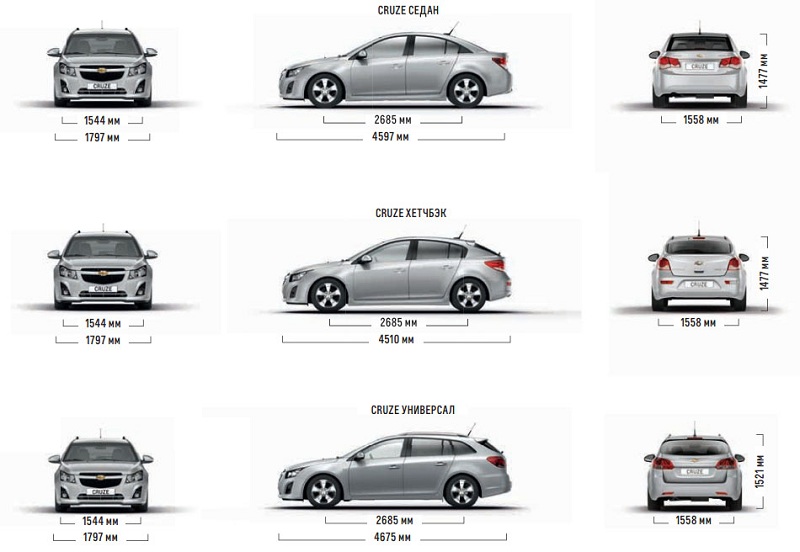 CRUZE СЕДАН
CRUZE
CRUZE
1544 мм
1797 мм
2685 мм
4597 мм
1558 мм
1477 мм
CRUZE ХЕТЧБЭК
CRUZE
CRUZE
1544 мм
1797 мм
2685 мм
4510 мм
1558 мм
1477 мм
CRUZE УНИВЕРСАЛ
CRUZE
CRUZE
1544 мм
1797 мм
2685 мм
4675 мм
1558 мм
1521 мм